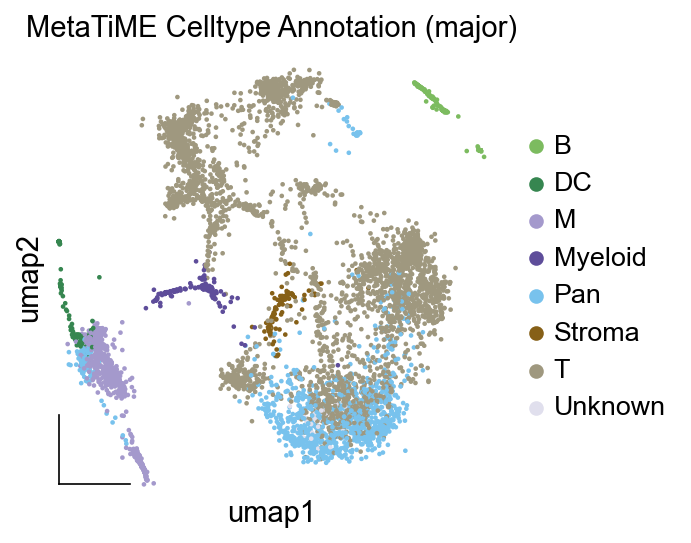 MetaTiME Celltype Annotation (major)
B
DC
M
Myeloid
Pan
Stroma
T
Unknown
umap2
umap1